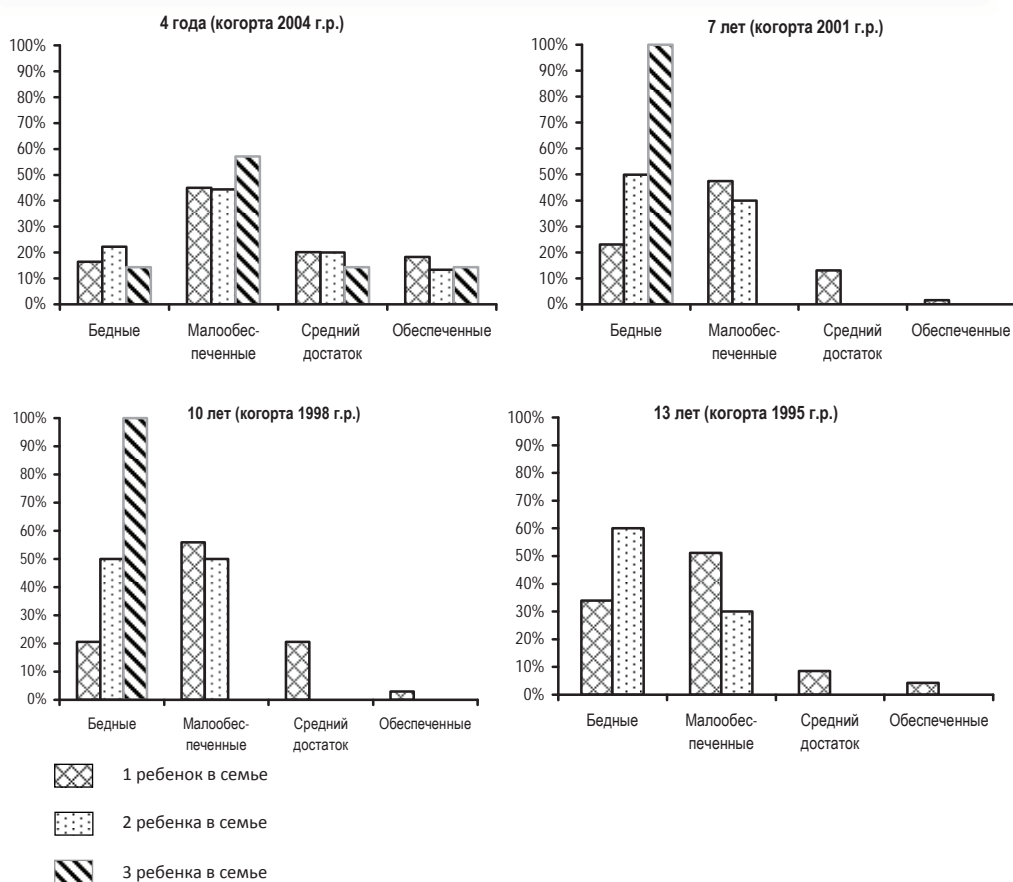 4 года (когорта 2004 г.р.)
100%
90%
80%
70%
60%
50%
40%
30%
20%
10%
0%
Бедные
Малообес-
печенные
Средний
достаток
Обеспеченные
7 лет (когорта 2001 г.р.)
100%
90%
80%
70%
60%
50%
40%
30%
20%
10%
0%
Бедные
Малообес-
печенные
Средний
достаток
Обеспеченные
10 лет (когорта 1998 г.р.)
100%
90%
80%
70%
60%
50%
40%
30%
20%
10%
0%
Бедные
Малообес-
печенные
Средний
достаток
Обеспеченные
13 лет (когорта 1995 г.р.)
100%
90%
80%
70%
60%
50%
40%
30%
20%
10%
0%
Бедные
Малообес-
печенные
Средний
достаток
Обеспеченные
1 ребенок в семье
2 ребенка в семье
3 ребенка в семье